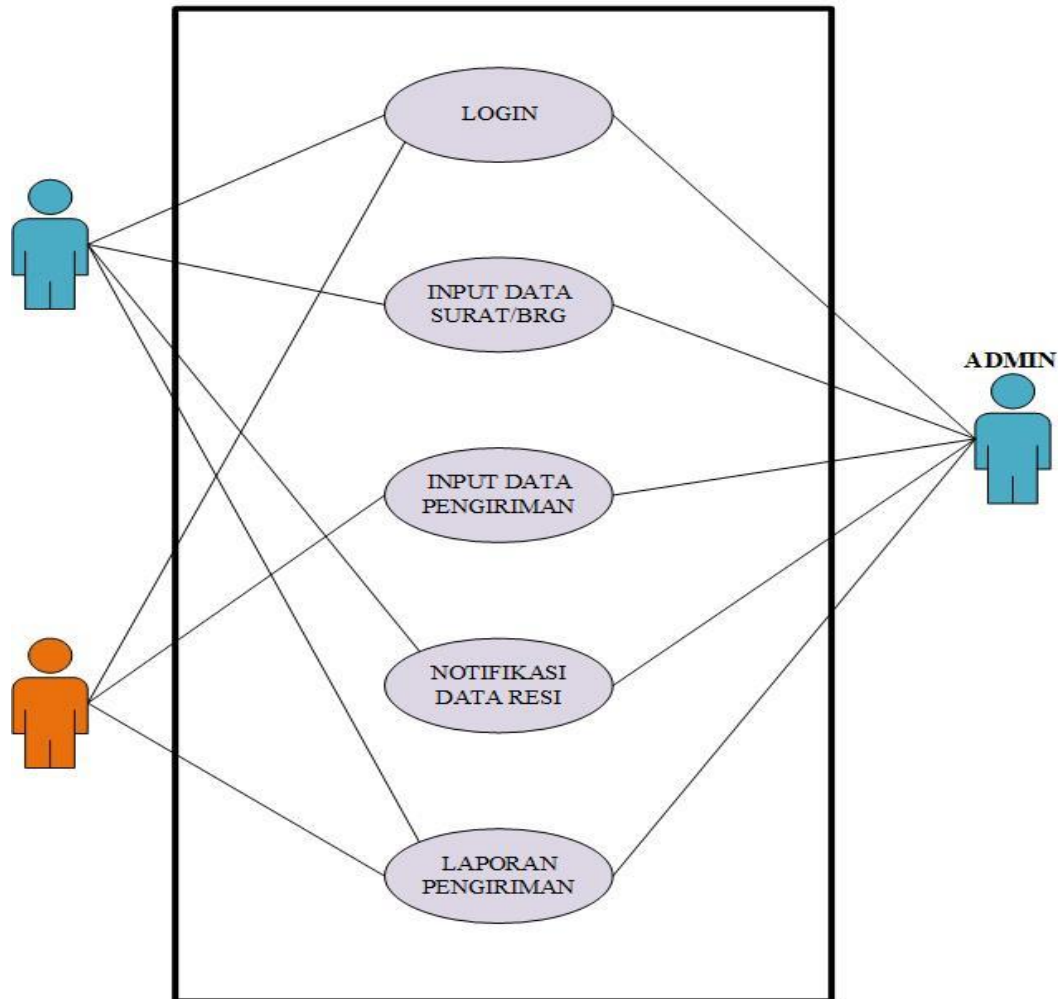 LOGIN
INPUT DATA
SURAT/BRG
ADMIN
INPUT DATA
PENGIRIMAN
NOTIFIKASI
DATA RESI
LAPORAN
PENGIRIMAN